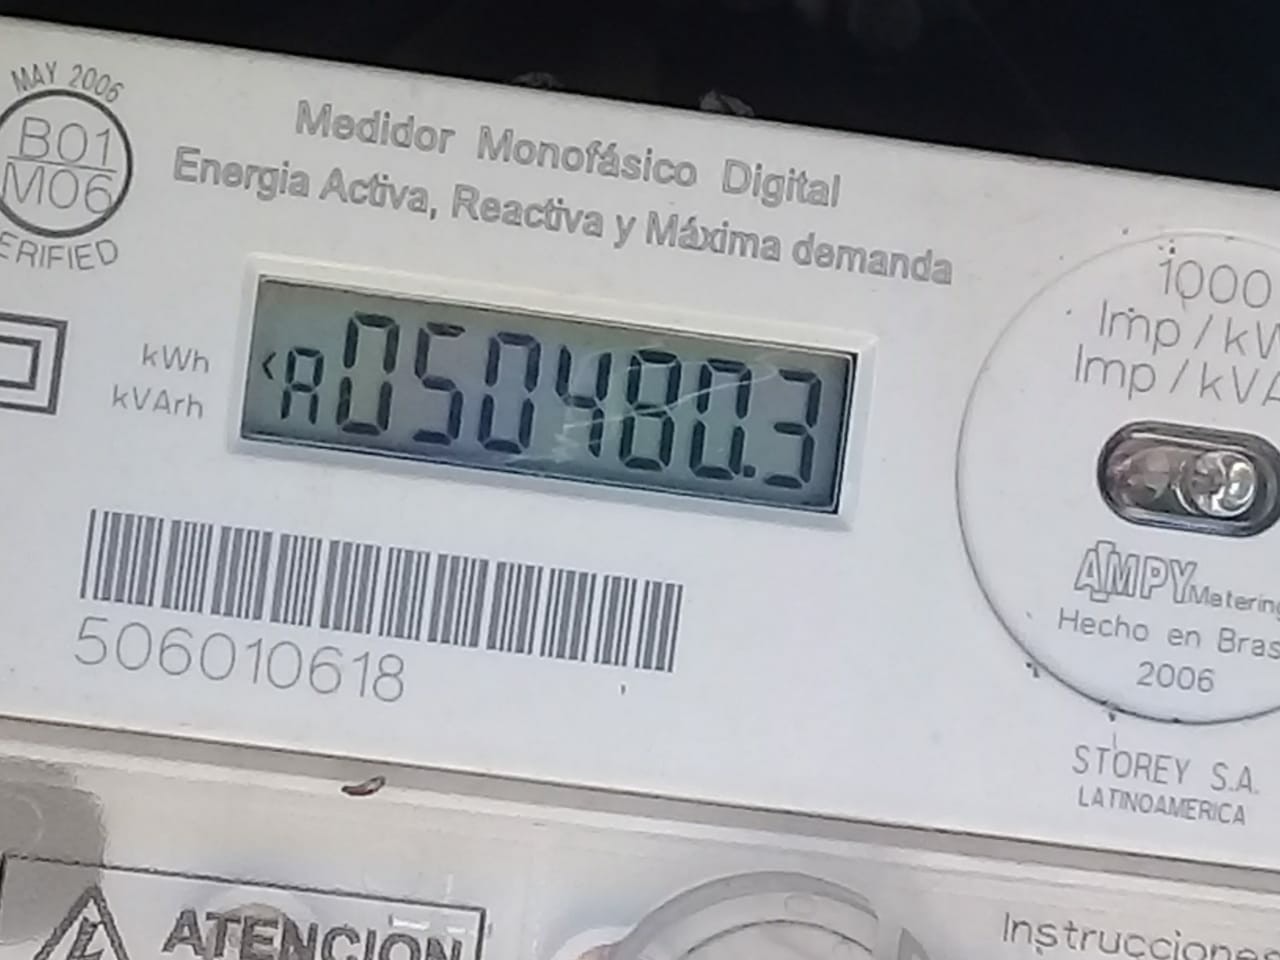 MAY 2006
B01
M06
ERIFIED
Medidor Monofásico Digital
Energia Activa, Reactiva y Máxima demanda
kWh
kVArh
<A050480.3
506010618
1000
Imp/kW
Imp/kVA
AMPY Metering
Hecho en Bras
2006
STOREY S.A.
LATINOAMERICA
ATENCION
Instrucciones